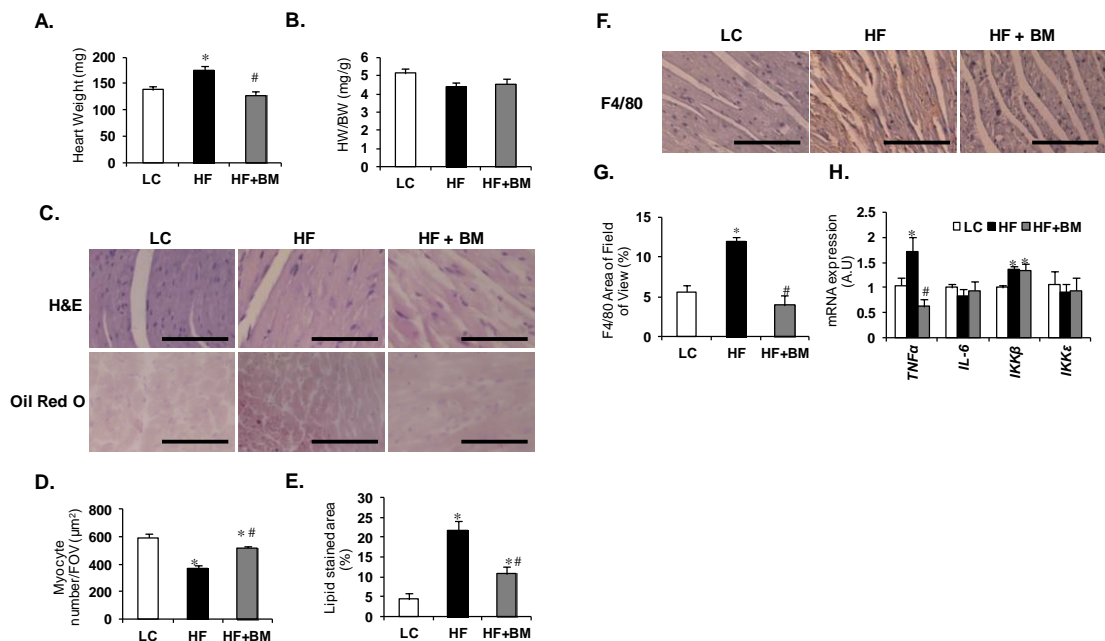 A.
Heart Weight (mg)
200
150
100
50
0
*
#
LC HF HF+BM
B.
HW/BW (mg/g)
6
5
4
3
2
1
0
LC HF HF+BM
C.
LC HF HF + BM
H&E
Oil Red O
D.
Myocyte
number/FOV (µm²)
800
600
400
200
0
*
*#
LC HF HF+BM
E.
Lipid stained area
(%)
30
25
20
15
10
5
0
*
*#
LC HF HF+BM
F.
LC HF HF + BM
F4/80
G.
F4/80 Area of Field
of View (%)
15
10
5
0
*
#
LC HF HF+BM
H.
mRNA expression
(A.U)
2.5
2
1.5
1
0.5
0
LC HF HF+BM
*
#
* *
TNFα IL-6 IKKβ IKKε